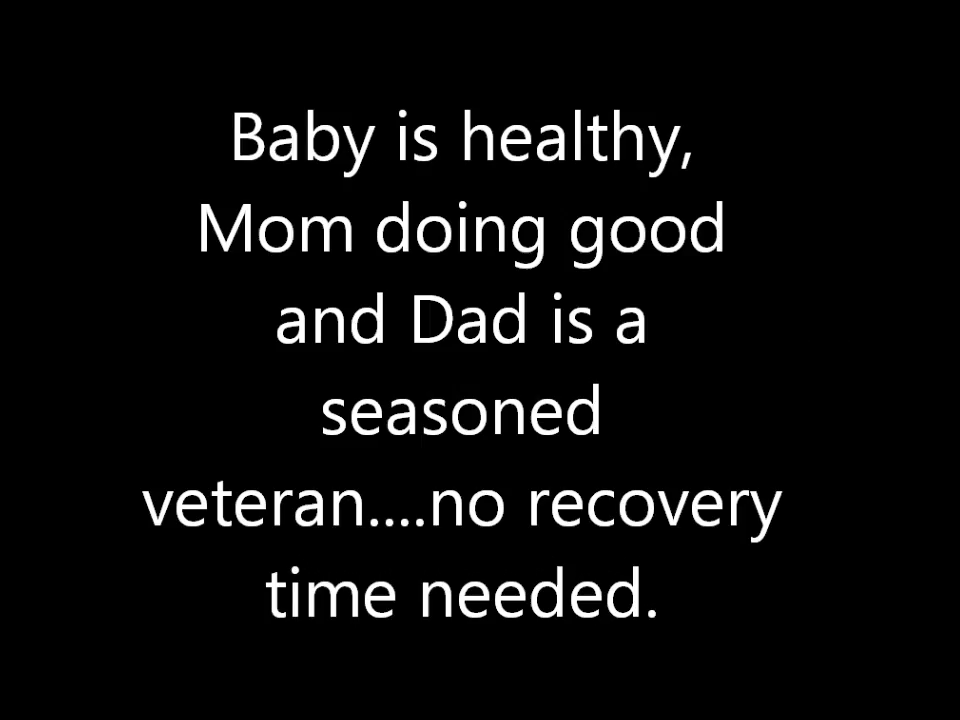 Baby is healthy,
Mom doing good
and Dad is a
seasoned
veteran....no recovery
time needed.